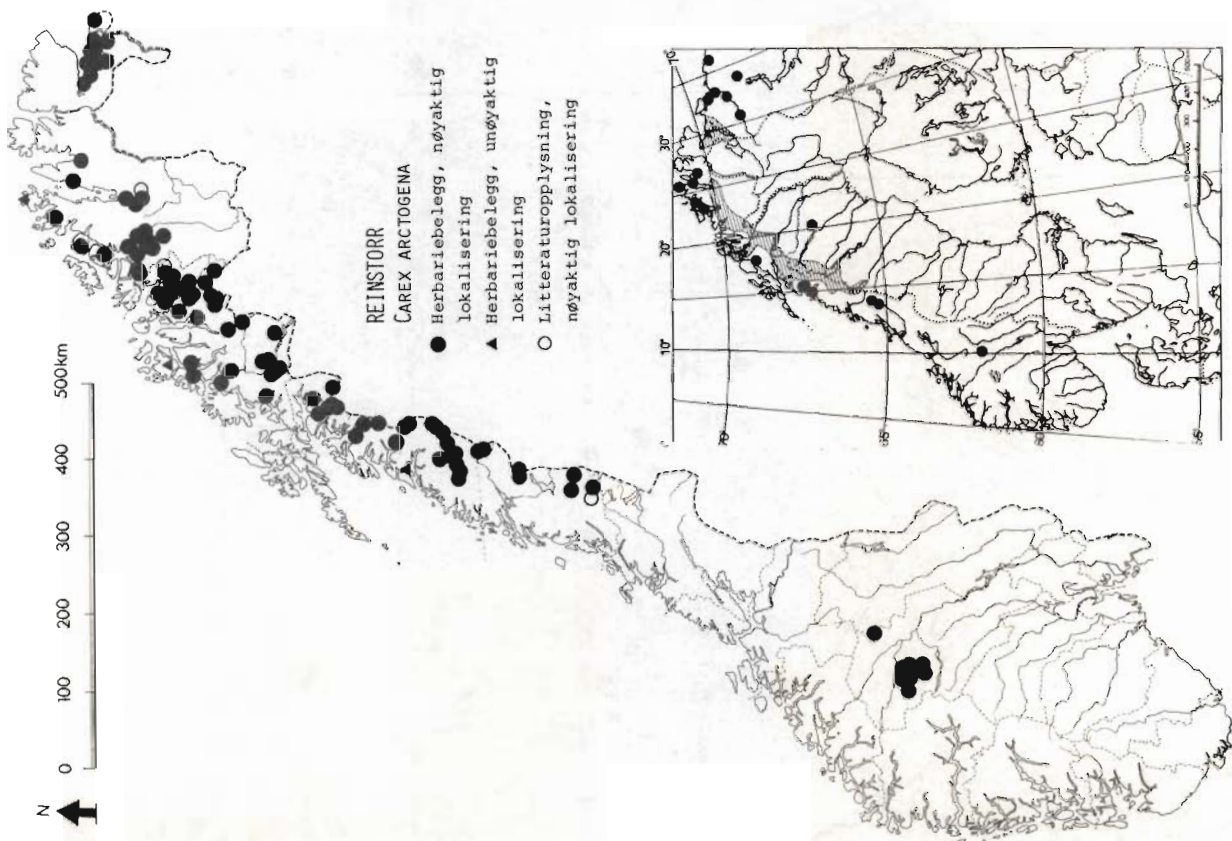 N
0 100 200 300 400 500km
REINSTORR
CAREX ARCTOGENA
Herbariebelegg, nøyaktig
lokalisering
Herbariebelegg, unøyaktig
lokalisering
Litteraturopplysning,
nøyaktig lokalisering
10°
20°
30°
70
65
60